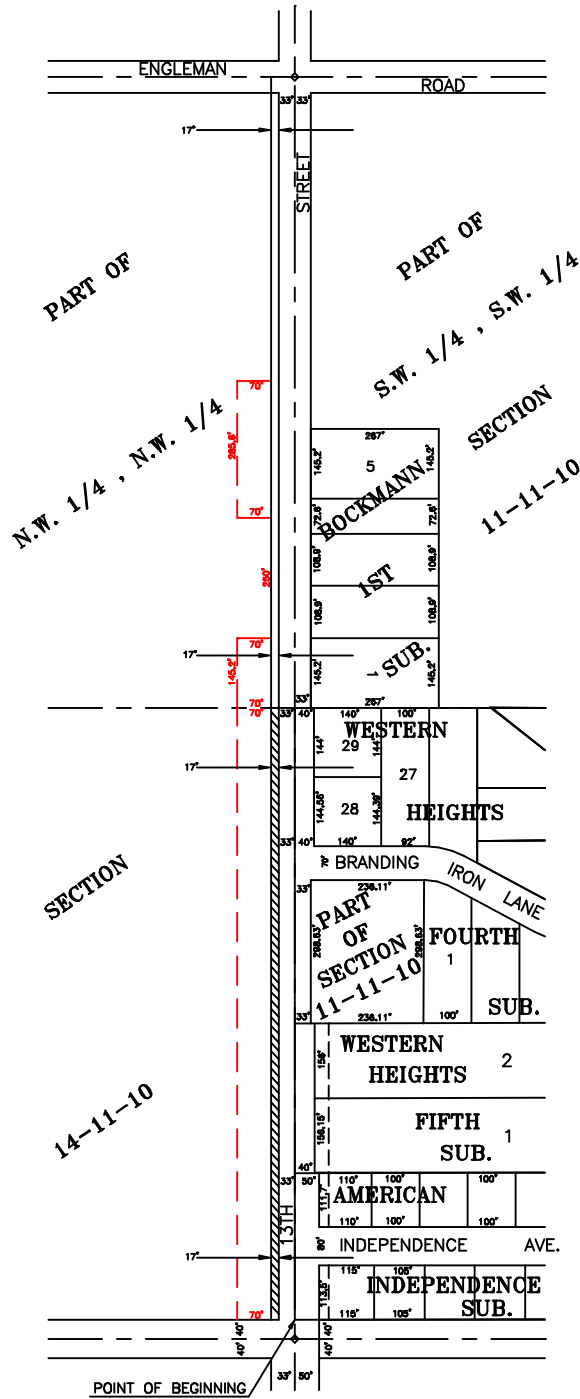 ENGLEMAN
ROAD
33' 33'
17'
STREET
PART OF
PART OF
S.W. 1/4 , S.W. 1/4
SECTION
11-11-10
N.W. 1/4 , N.W. 1/4
70'
285.6'
70'
250'
70'
145.2'
70'
70'
267'
145.2'
5
145.2'
BOCKMANN
72.6'
72.6'
108.9'
108.9'
1ST
108.9'
108.9'
SUB.
145.2'
1
145.2'
17'
33'
267'
33' 40'
140'
100'
WESTERN
144'
29
144'
27
17'
144.56'
28
144.39'
HEIGHTS
33' 40'
140'
92'
70'
BRANDING
IRON LANE
33'
236.11'
SECTION
PART
OF
SECTION
11-11-10
298.63'
298.63'
FOURTH
1
SUB.
33'
236.11'
100'
WESTERN
HEIGHTS
2
156'
14-11-10
FIFTH
SUB.
1
156.15'
40'
33' 50'
110'
100'
100'
111.7'
AMERICAN
110'
100'
100'
13TH
80'
INDEPENDENCE
AVE.
17'
115'
105'
113.5'
INDEPENDENCE
SUB.
115'
105'
70'
40' 40'
40' 40'
33' 50'
POINT OF BEGINNING